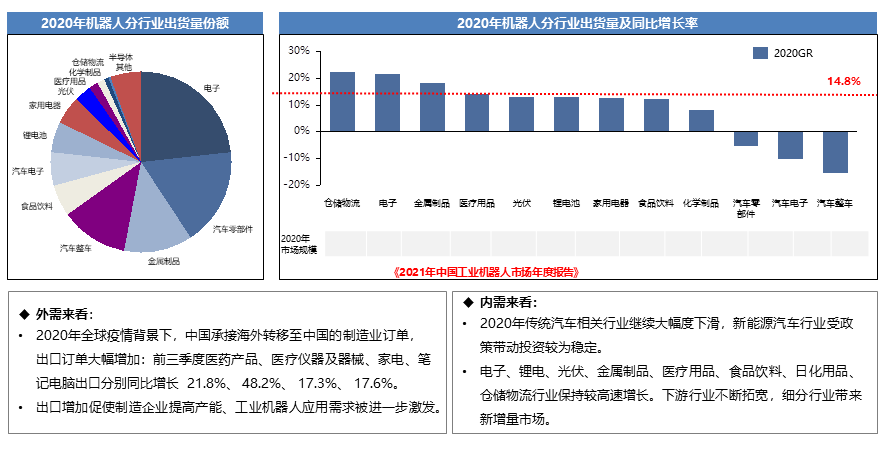 2020年机器人分行业出货量份额
半导体
其他
仓储物流
化学制品
医疗用品
光伏
家用电器
锂电池
汽车电子
食品饮料
汽车整车
金属制品
汽车零部件
电子
2020年机器人分行业出货量及同比增长率
2020GR
14.8%
30%
20%
10%
0%
-10%
-20%
仓储物流 电子 金属制品 医疗用品 光伏 锂电池 家用电器 食品饮料 化学制品 汽车零部件 汽车电子 汽车整车
2020年
市场规模
《2021年中国工业机器人市场年度报告》
◆ 外需来看：
• 2020年全球疫情背景下，中国承接海外转移至中国的制造业订单，
出口订单大幅增加：前三季度医药产品、医疗仪器及器械、家电、笔
记电脑出口分别同比增长 21.8%、48.2%、17.3%、17.6%。
• 出口增加促使制造企业提高产能、工业机器人应用需求被进一步激发。
◆ 内需来看：
• 2020年传统汽车相关行业继续大幅度下滑，新能源汽车行业受政
策带动投资较为稳定。
• 电子、锂电、光伏、金属制品、医疗用品、食品饮料、日化用品、
仓储物流行业保持较高速增长。下游行业不断拓宽，细分行业带来
新增量市场。